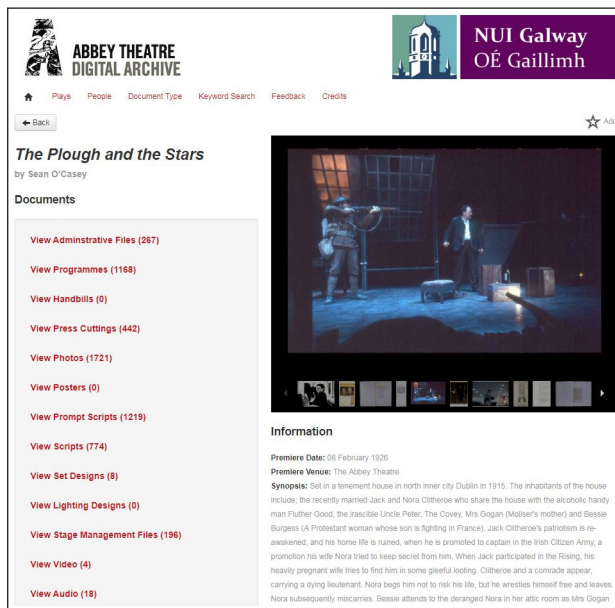 ABBEY THEATRE
DIGITAL ARCHIVE
NUI Galway
OÉ Gaillimh
Plays People Document Type Keyword Search Feedback Credits
Back
Add
The Plough and the Stars
by Sean O'Casey
Documents
View Adminstrative Files (267)
View Programmes (1168)
View Handbills (0)
View Press Cuttings (442)
View Photos (1721)
View Posters (0)
View Prompt Scripts (1219)
View Scripts (774)
View Set Designs (8)
View Lighting Designs (0)
View Stage Management Files (196)
View Video (4)
View Audio (18)
Information
Premiere Date: 08 February 1926
Premiere Venue: The Abbey Theatre
Synopsis: Set in a tenement house in north inner city Dublin in 1915. The inhabitants of the house
include; the recently married Jack and Nora Clitheroe who share the house with the alcoholic handy
man Fluther Good, the irascible Uncle Peter, The Covey, Mrs Gogan (Mollser's mother) and Bessie
Burgess (A Protestant woman whose son is fighting in France). Jack Clitheroe's patriotism is re-
awakened, and his home life is ruined, when he is promoted to captain in the Irish Citizen Army, a
promotion his wife Nora tried to keep secret from him. When Jack participated in the Rising, his
heavily pregnant wife tries to find him in some gleeful looting, Clitheroe and a comrade appear,
carrying a dying lieutenant. Nora begs him not to risk his life, but he wrestles himself free and leaves.
Nora subsequently miscarries. Bessie attends to the deranged Nora in her attic room as Mrs Gogan